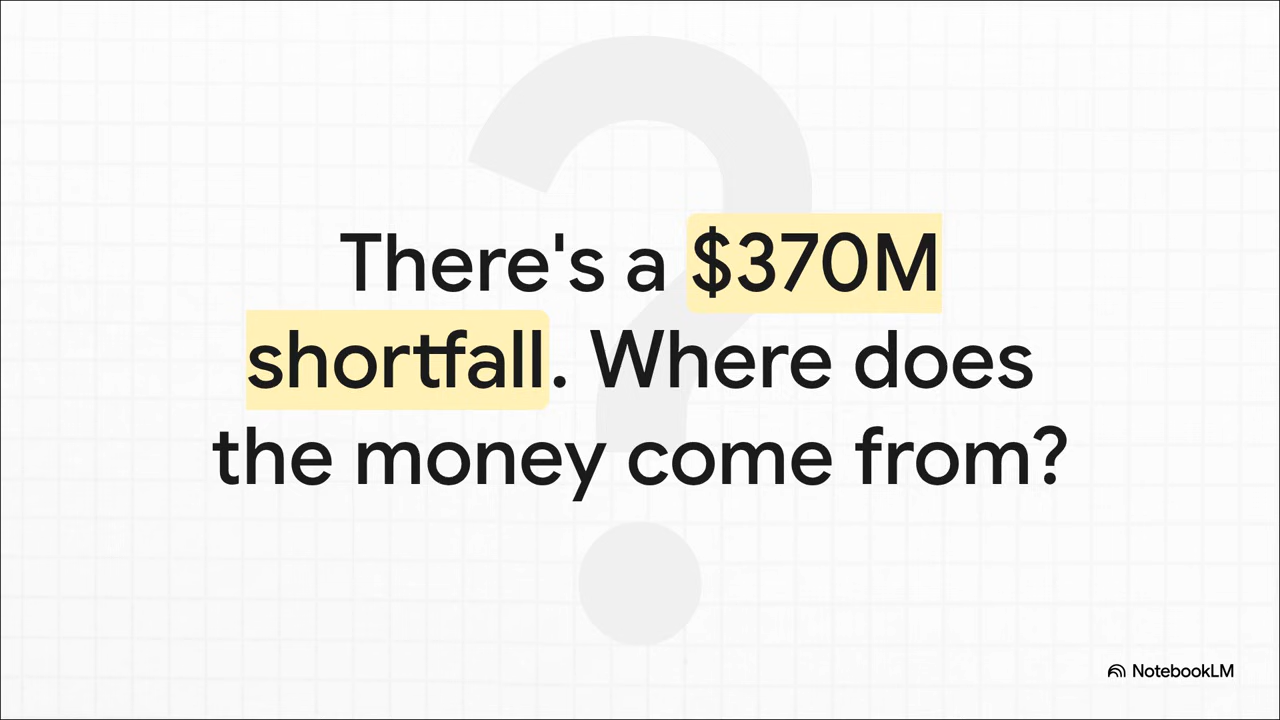 There's a $370M
shortfall. Where does
the money come from?
NotebookLM